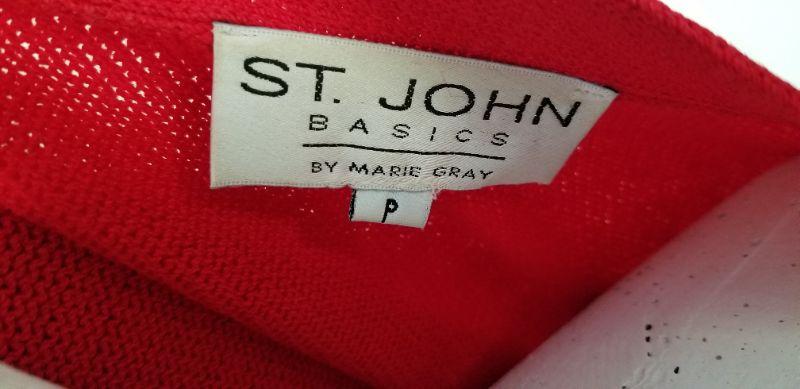 ST. JOHN
BASICS
BY MARIE GRAY
P